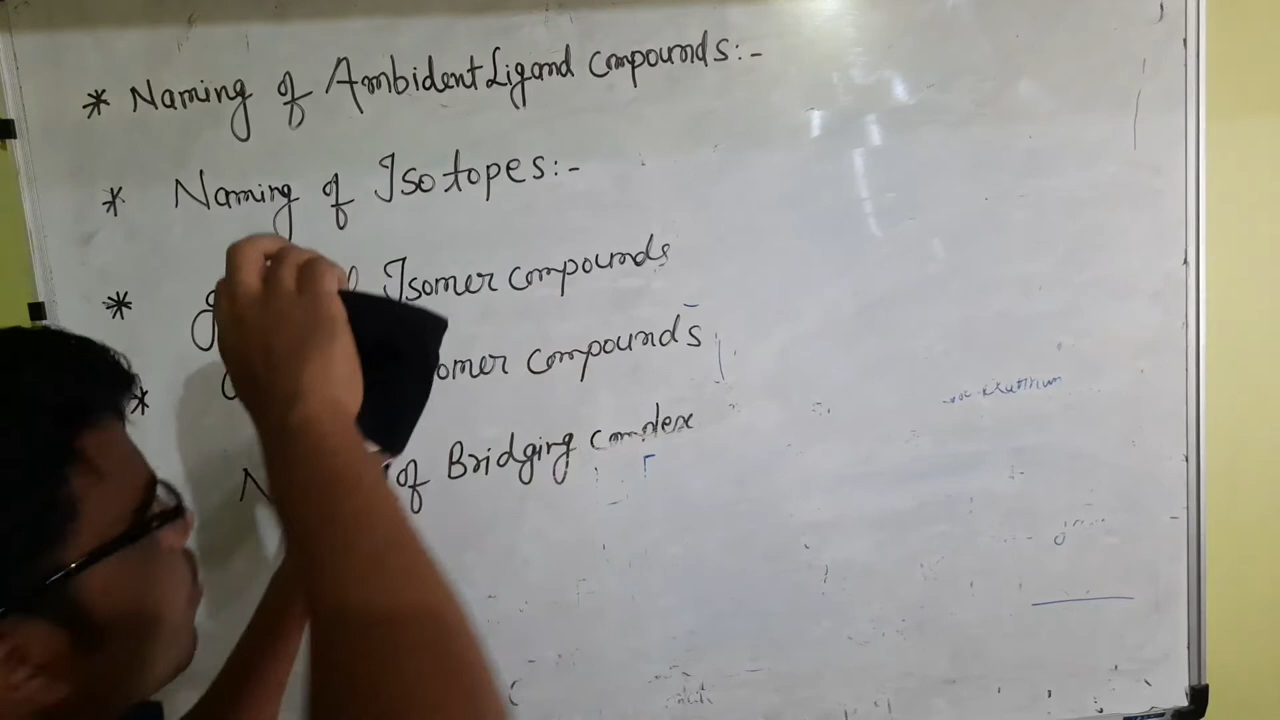 * Naming of Ambident Ligand compounds:-
* Naming of Isotopes:-
* Isomer compounds
* omer compounds
of Bridging complex